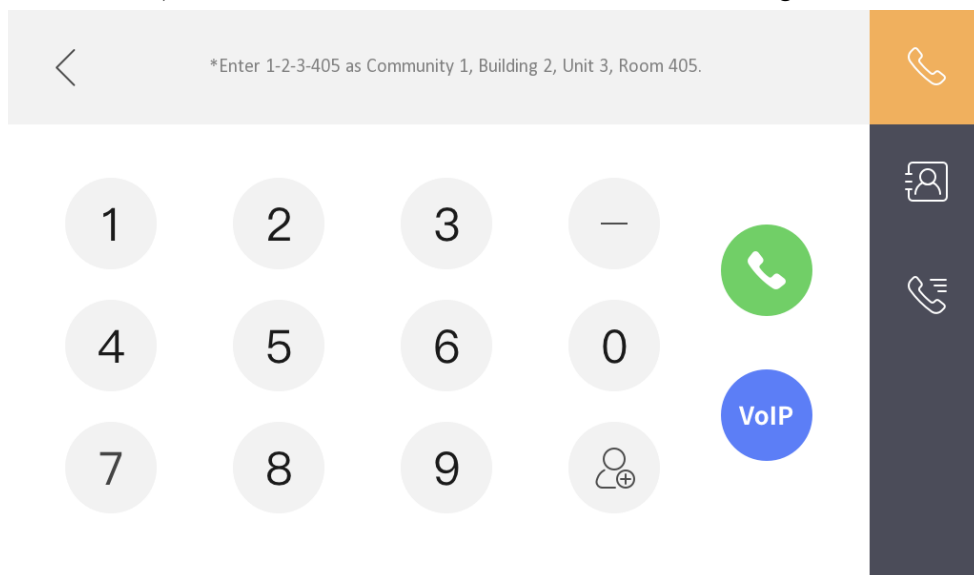 *Enter 1-2-3-405 as Community 1, Building 2, Unit 3, Room 405.
1 2 3 —
4 5 6 0
VoIP
7 8 9